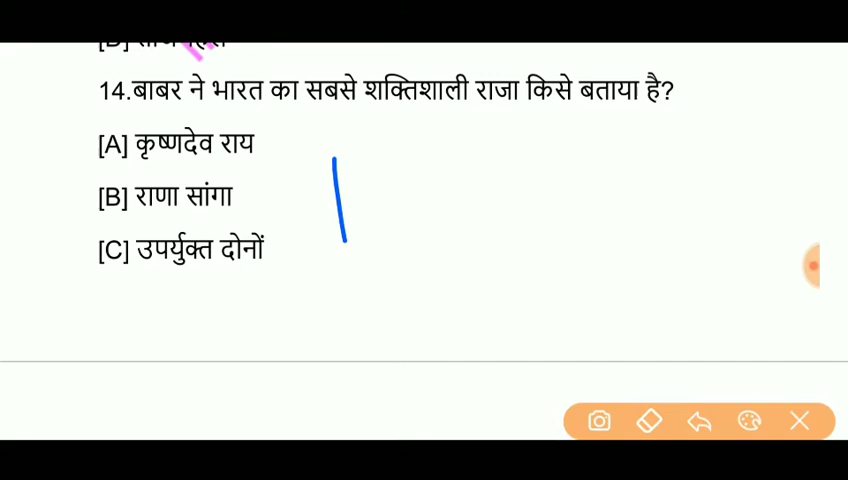 14.बाबर ने भारत का सबसे शक्तिशाली राजा किसे बताया है?
[A] कृष्णदेव राय
[B] राणा सांगा
[C] उपर्युक्त दोनों